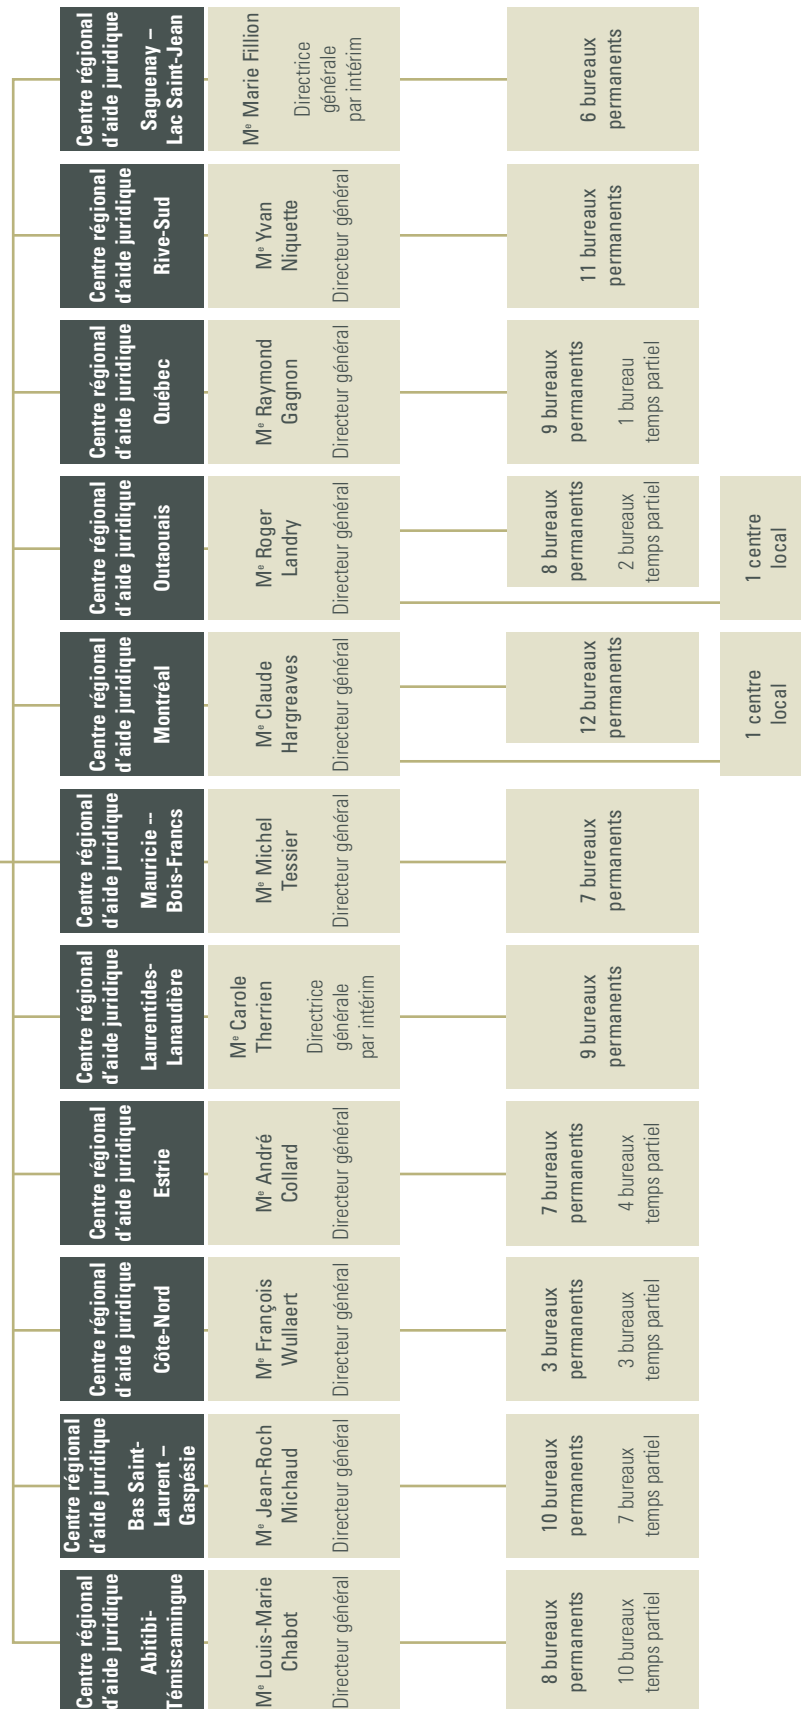 Centre régional
d'aide juridique
Abitibi-
Témiscamingue
Mᵉ Louis-Marie
Chabot
Directeur général
8 bureaux
permanents
10 bureaux
temps partiel
Centre régional
d'aide juridique
Bas Saint-
Laurent –
Gaspésie
Mᵉ Jean-Roch
Michaud
Directeur général
10 bureaux
permanents
7 bureaux
temps partiel
Centre régional
d'aide juridique
Côte-Nord
Mᵉ François
Wullaert
Directeur général
3 bureaux
permanents
3 bureaux
temps partiel
Centre régional
d'aide juridique
Estrie
Mᵉ André
Collard
Directeur général
7 bureaux
permanents
4 bureaux
temps partiel
Centre régional
d'aide juridique
Laurentides-
Lanaudière
Mᵉ Carole
Therrien
Directrice
générale
par intérim
9 bureaux
permanents
Centre régional
d'aide juridique
Mauricie --
Bois-Francs
Mᵉ Michel
Tessier
Directeur général
7 bureaux
permanents
Centre régional
d'aide juridique
Montréal
Mᵉ Claude
Hargreaves
Directeur général
12 bureaux
permanents
1 centre
local
Centre régional
d'aide juridique
Outaouais
Mᵉ Roger
Landry
Directeur général
8 bureaux
permanents
2 bureaux
temps partiel
1 centre
local
Centre régional
d'aide juridique
Québec
Mᵉ Raymond
Gagnon
Directeur général
9 bureaux
permanents
1 bureau
temps partiel
Centre régional
d'aide juridique
Rive-Sud
Mᵉ Yvan
Niquette
Directeur général
11 bureaux
permanents
Centre régional
d'aide juridique
Saguenay –
Lac Saint-Jean
Mᵉ Marie Fillion
Directrice
générale
par intérim
6 bureaux
permanents